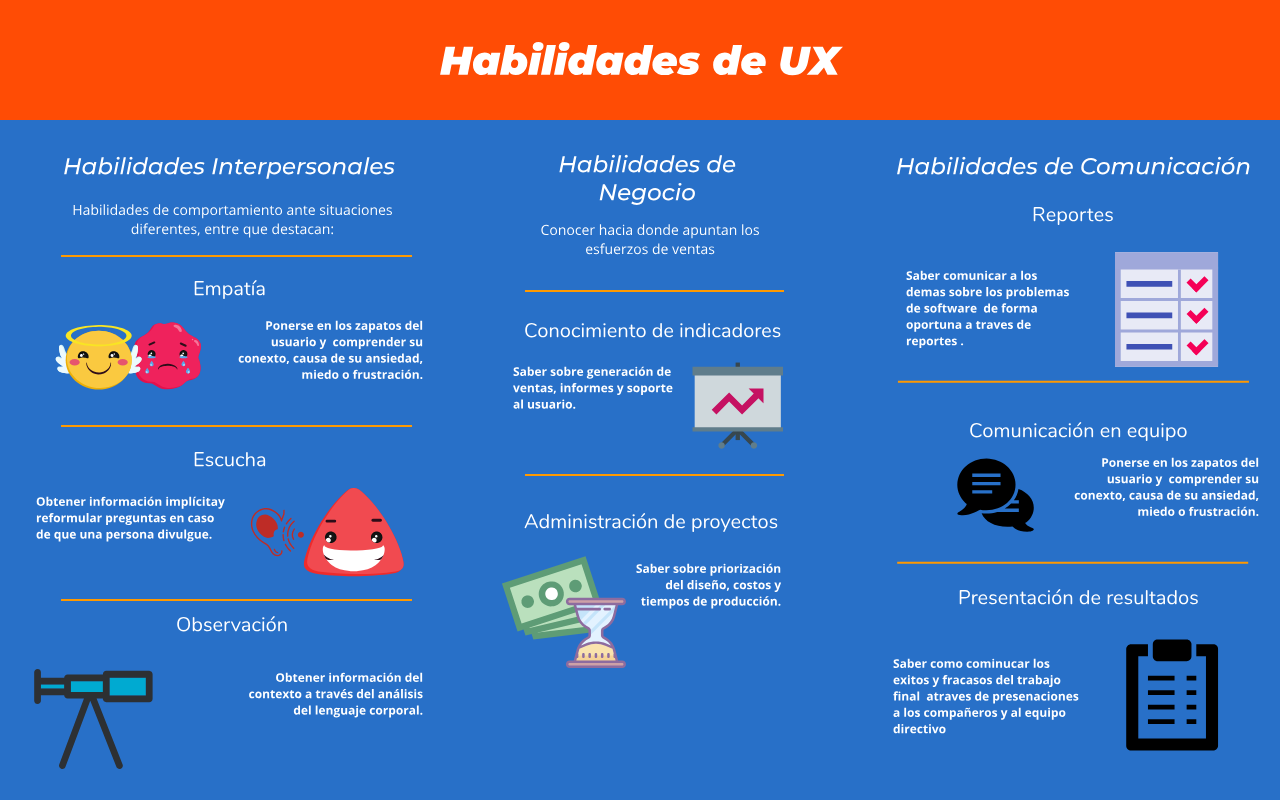 Habilidades de UX
Habilidades Interpersonales
Habilidades de comportamiento ante situaciones
diferentes, entre que destacan:
Empatía
Ponerse en los zapatos del
usuario y  comprender su
conexto, causa de su ansiedad,
miedo o frustración.
Escucha
Obtener información implícitay
reformular preguntas en caso
de que una persona divulgue.
Observación
Obtener información del
contexto a través del análisis
del lenguaje corporal.
Habilidades de
Negocio
Conocer hacia donde apuntan los
esfuerzos de ventas
Conocimiento de indicadores
Saber sobre generación de
ventas, informes y soporte
al usuario.
Administración de proyectos
Saber sobre priorización
del diseño, costos y
tiempos de producción.
Habilidades de Comunicación
Reportes
Saber comunicar a los
demas sobre los problemas
de software  de forma
oportuna a traves de
reportes .
Comunicación en equipo
Ponerse en los zapatos del
usuario y  comprender su
conexto, causa de su ansiedad,
miedo o frustración.
Presentación de resultados
Saber como cominucar los
exitos y fracasos del trabajo
final  atraves de presenaciones
a los compañeros y al equipo
directivo